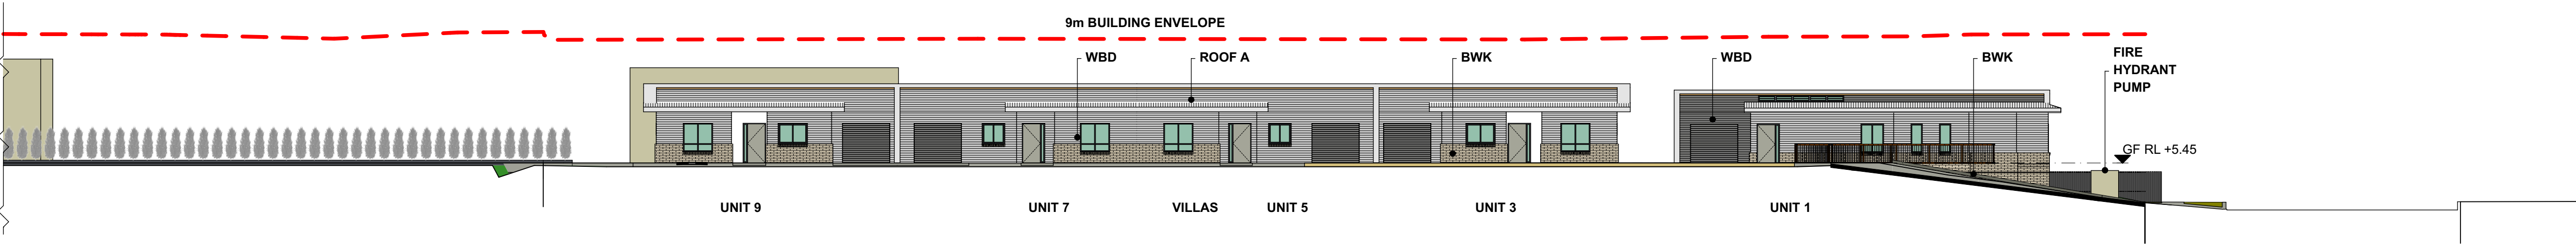 9m BUILDING ENVELOPE
WBD
ROOF A
BWK
WBD
BWK
FIRE
HYDRANT
PUMP
GF RL +5.45
UNIT 9
UNIT 7
VILLAS
UNIT 5
UNIT 3
UNIT 1